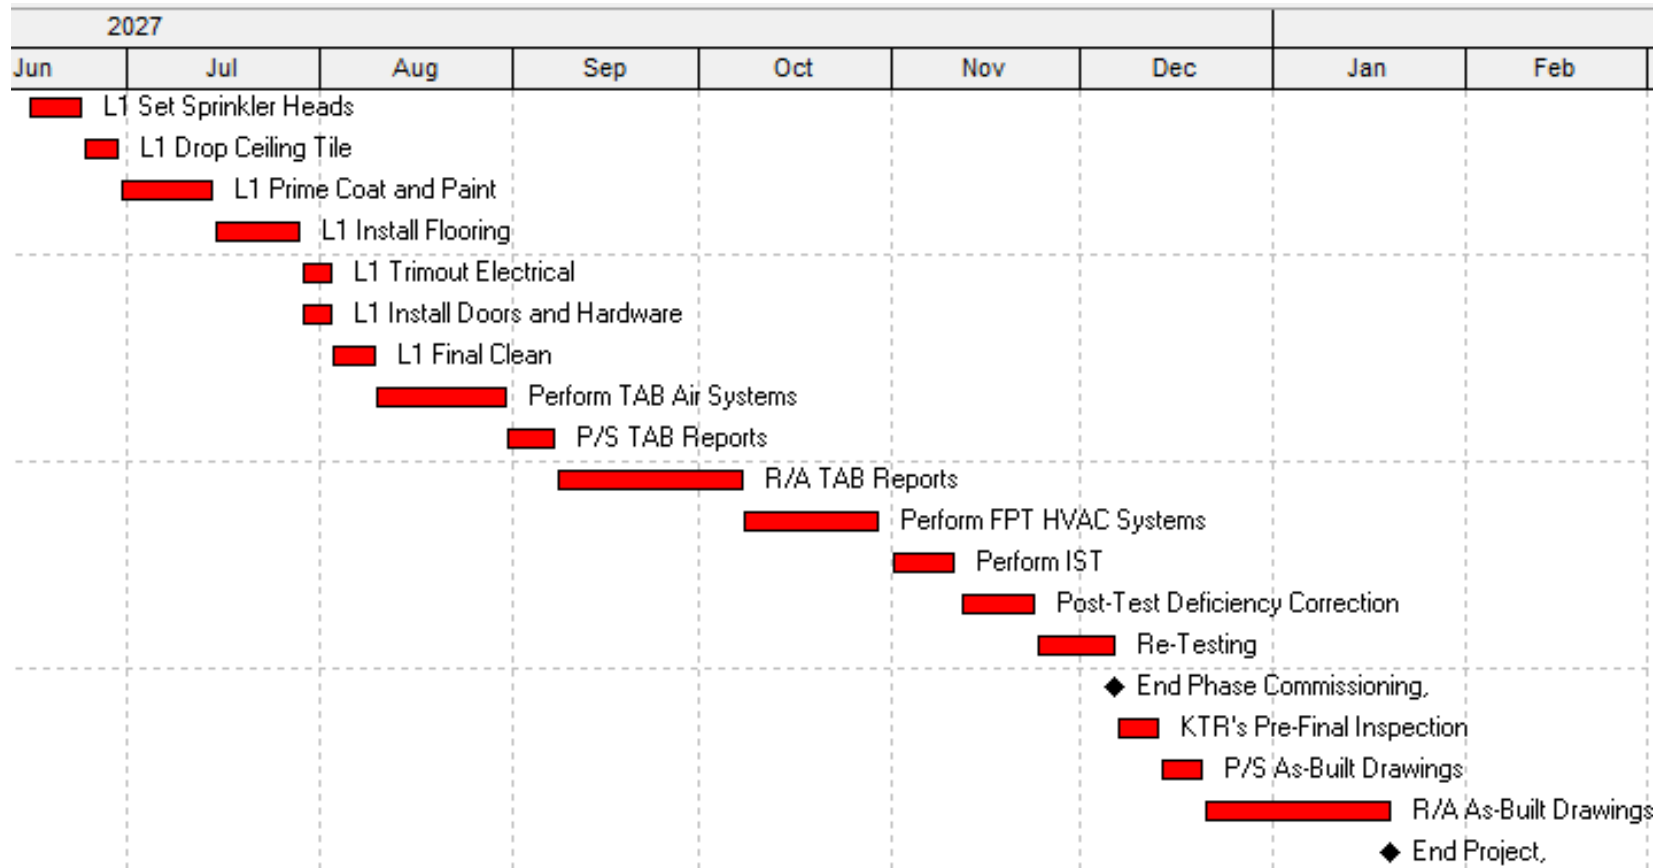 2027
Jun Jul Aug Sep Oct Nov Dec Jan Feb
L1 Set Sprinkler Heads
L1 Drop Ceiling Tile
L1 Prime Coat and Paint
L1 Install Flooring
L1 Trimout Electrical
L1 Install Doors and Hardware
L1 Final Clean
Perform TAB Air Systems
P/S TAB Reports
R/A TAB Reports
Perform FPT HVAC Systems
Perform IST
Post-Test Deficiency Correction
Re-Testing
End Phase Commissioning,
KTR's Pre-Final Inspection
P/S As-Built Drawings
R/A As-Built Drawings
End Project,